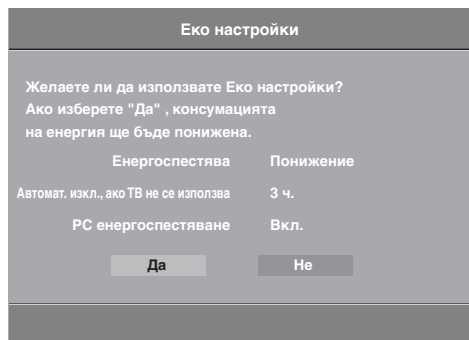 Еко настройки
Желаете ли да използвате Еко настройки?
Ако изберете "Да" , консумацията
на енергия ще бъде понижена.
Енергоспестява Понижение
Автомат. изкл., ако ТВ не се използва 3 ч.
РС енергоспестяване Вкл.
Да Не